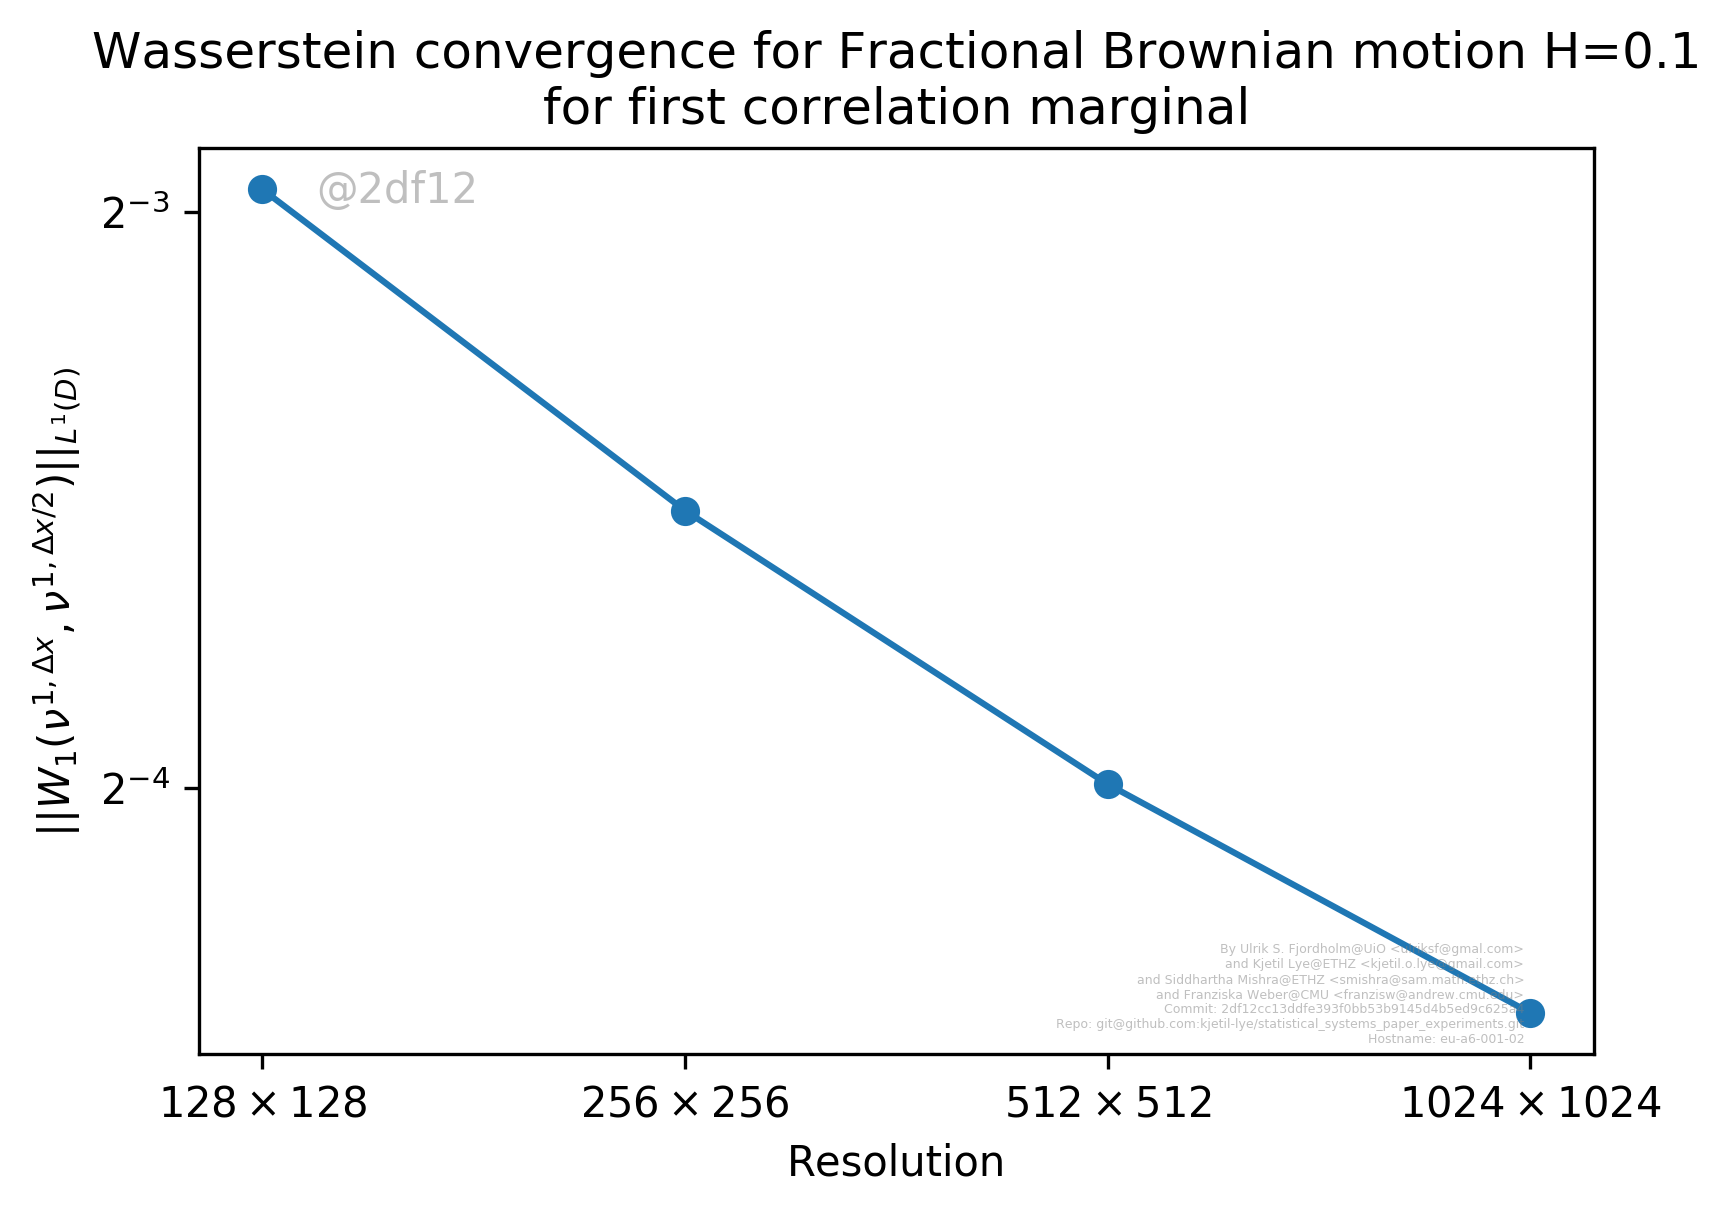 Wasserstein convergence for Fractional Brownian motion H=0.1
for first correlation marginal
@2df12
2⁻³
2⁻⁴
||W₁(ν^{1,Δx}, ν^{1,Δx/2})||_{L¹(D)}
By Ulrik S. Fjordholm@UiO <ulriksf@gmal.com>
and Kjetil Lye@ETHZ <kjetil.o.lye@gmail.com>
and Siddhartha Mishra@ETHZ <smishra@sam.math.ethz.ch>
and Franziska Weber@CMU <franzisw@andrew.cmu.edu>
Commit:
Repo: git@github.com:kjetil-lye/statistical_systems_paper_experiments.git
Hostname: eu-a6-001-02
128 × 128
256 × 256
512 × 512
1024 × 1024
Resolution